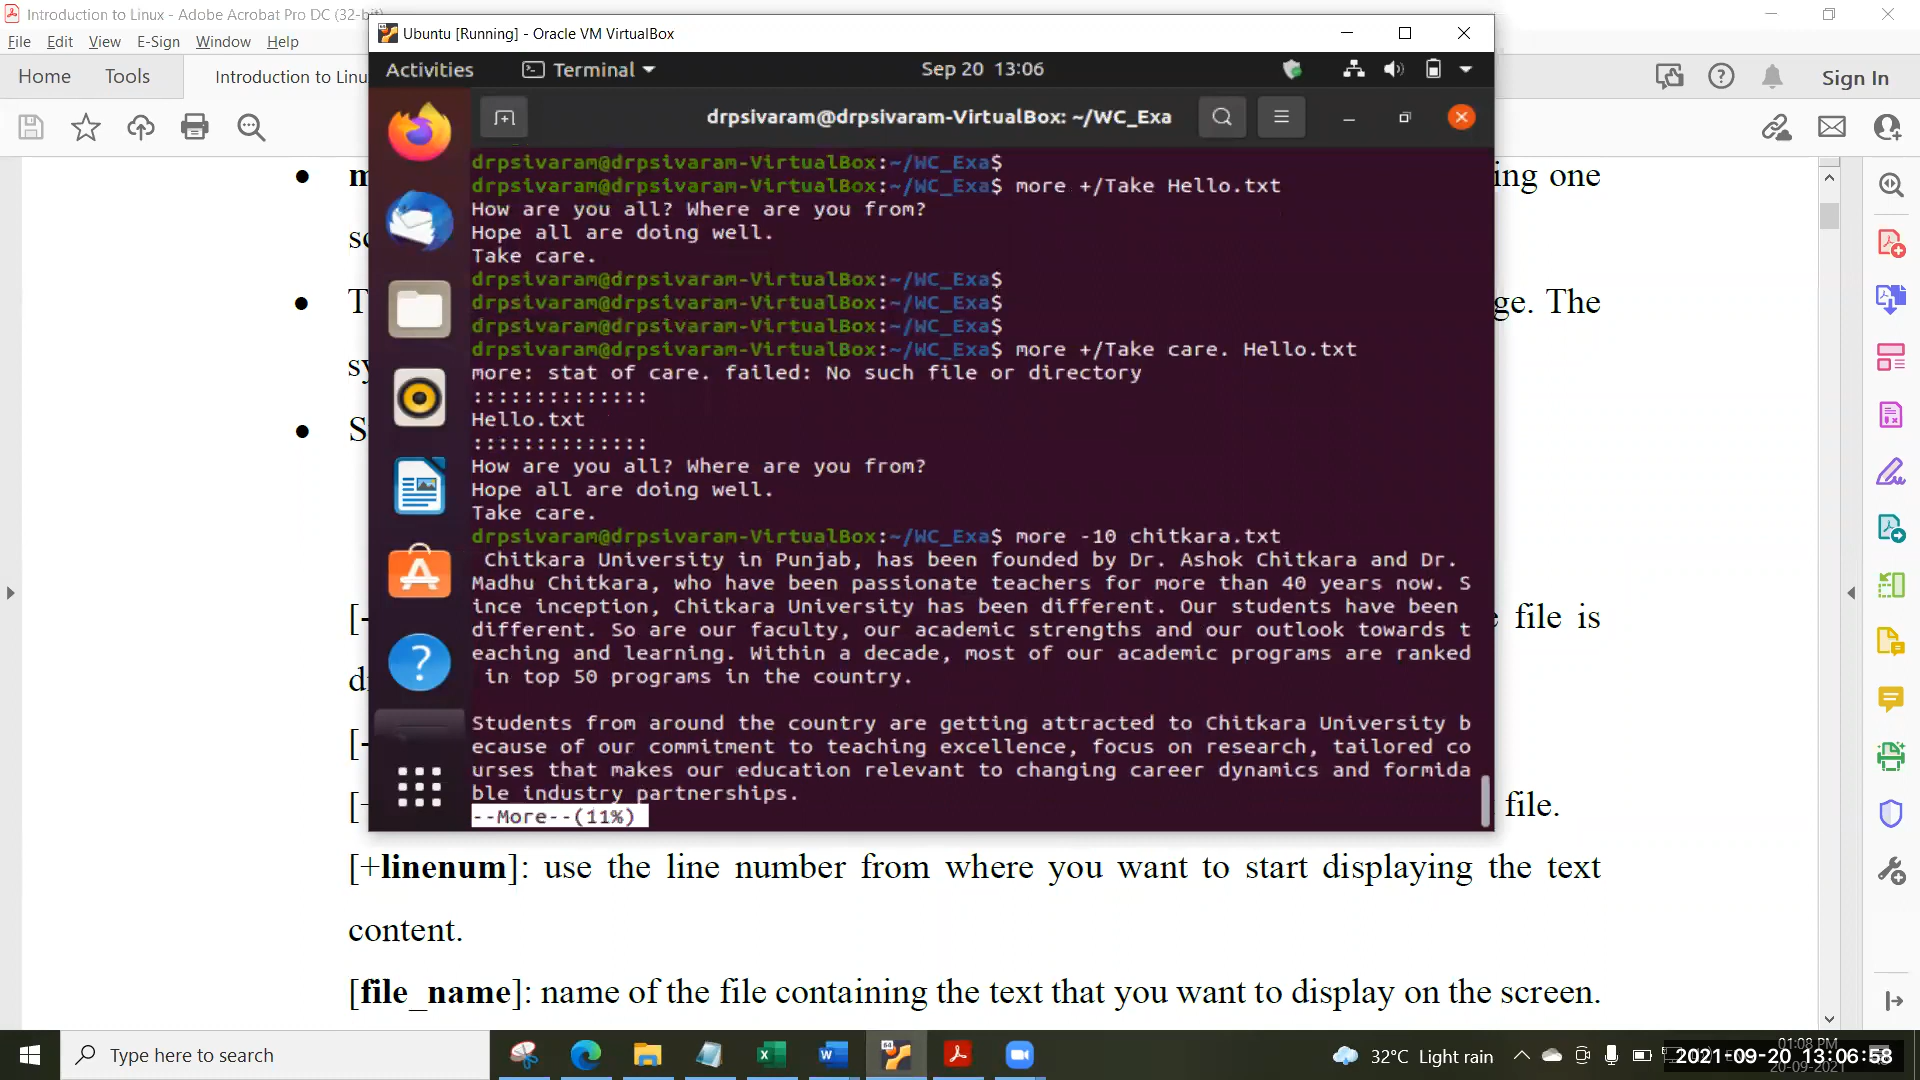 Introduction to Linux - Adobe Acrobat Pro DC (32-bit)
File Edit View E-Sign Window Help
Home Tools Introduction to Linu
Sign In
Ubuntu [Running] - Oracle VM VirtualBox
Activities Terminal Sep 20 13:06
drpsivaram@drpsivaram-VirtualBox: ~/WC_Exa
drpsivaram@drpsivaram-VirtualBox:~/WC_Exa$
drpsivaram@drpsivaram-VirtualBox:~/WC_Exa$ more +/Take Hello.txt
How are you all? Where are you from?
Hope all are doing well.
Take care.
drpsivaram@drpsivaram-VirtualBox:~/WC_Exa$
drpsivaram@drpsivaram-VirtualBox:~/WC_Exa$
drpsivaram@drpsivaram-VirtualBox:~/WC_Exa$
drpsivaram@drpsivaram-VirtualBox:~/WC_Exa$ more +/Take care. Hello.txt
more: stat of care. failed: No such file or directory
::::::::::::::
Hello.txt
::::::::::::::
How are you all? Where are you from?
Hope all are doing well.
Take care.
drpsivaram@drpsivaram-VirtualBox:~/WC_Exa$ more -10 chitkara.txt
Chitkara University in Punjab, has been founded by Dr. Ashok Chitkara and Dr.
Madhu Chitkara, who have been passionate teachers for more than 40 years now. S
ince inception, Chitkara University has been different. Our students have been
different. So are our faculty, our academic strengths and our outlook towards t
eaching and learning. Within a decade, most of our academic programs are ranked
in top 50 programs in the country.
Students from around the country are getting attracted to Chitkara University b
ecause of our commitment to teaching excellence, focus on research, tailored co
urses that makes our education relevant to changing career dynamics and formida
ble industry partnerships.
--More--(11%)
ing one
ge. The
file is
file.
[+linenum]: use the line number from where you want to start displaying the text
content.
[file_name]: name of the file containing the text that you want to display on the screen.
Type here to search
32°C Light rain
01:08 PM
20-09-2021
2021-09-20 13:06:58